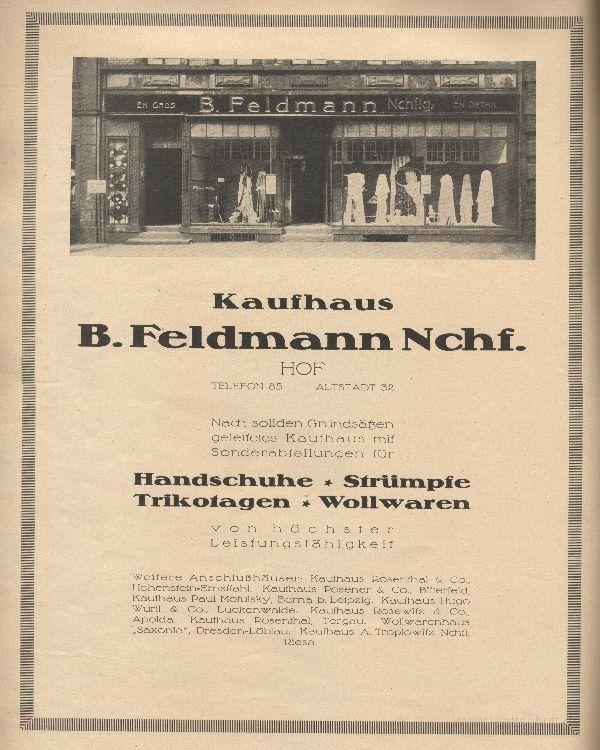 EN GROS B. Feldmann Nchflg. EN DETAIL
Kaufhaus
B. Feldmann Nchf.
HOF
TELEFON 85 ALTSTADT 32
Nach soliden Grundsätzen
geleitetes Kaufhaus mit
Sonderabteilungen für
Handschuhe ★ Strümpfe
Trikotagen ★ Wollwaren
von höchster
Leistungsfähigkeit
Weitere Anschlußhäuser: Kaufhaus Rosenthal & Co.,
Hohenstein-Ernstthal. Kaufhaus Posener & Co., Bitterfeld,
Kaufhaus Paul Motulsky, Borna b. Leipzig. Kaufhaus Hugo
Wurll & Co., Luckenwalde. Kaufhaus Rosewitz & Co.,
Apolda. Kaufhaus Rosenthal, Torgau. Wollwarenhaus
„Saxonia“, Dresden-Löbtau. Kaufhaus A. Troplowitz Nchfl.
Riesa.